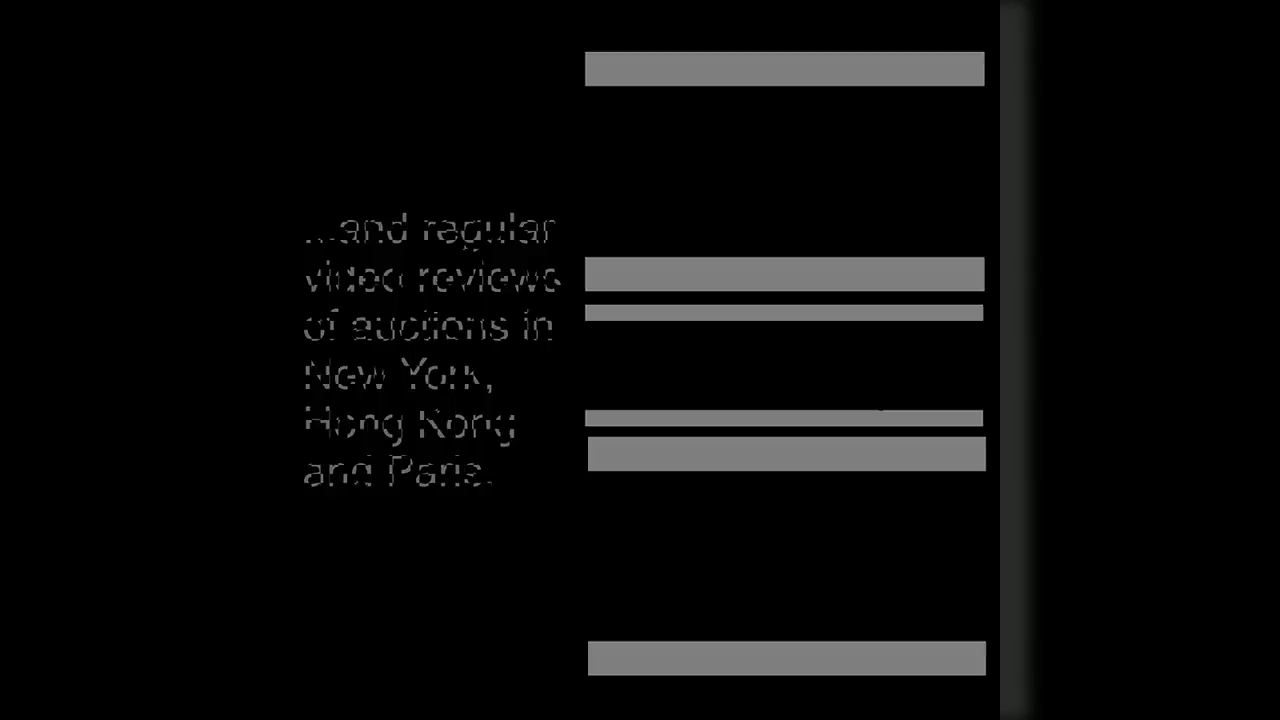 ...and regular
video reviews
of auctions in
New York,
Hong Kong
and Paris.